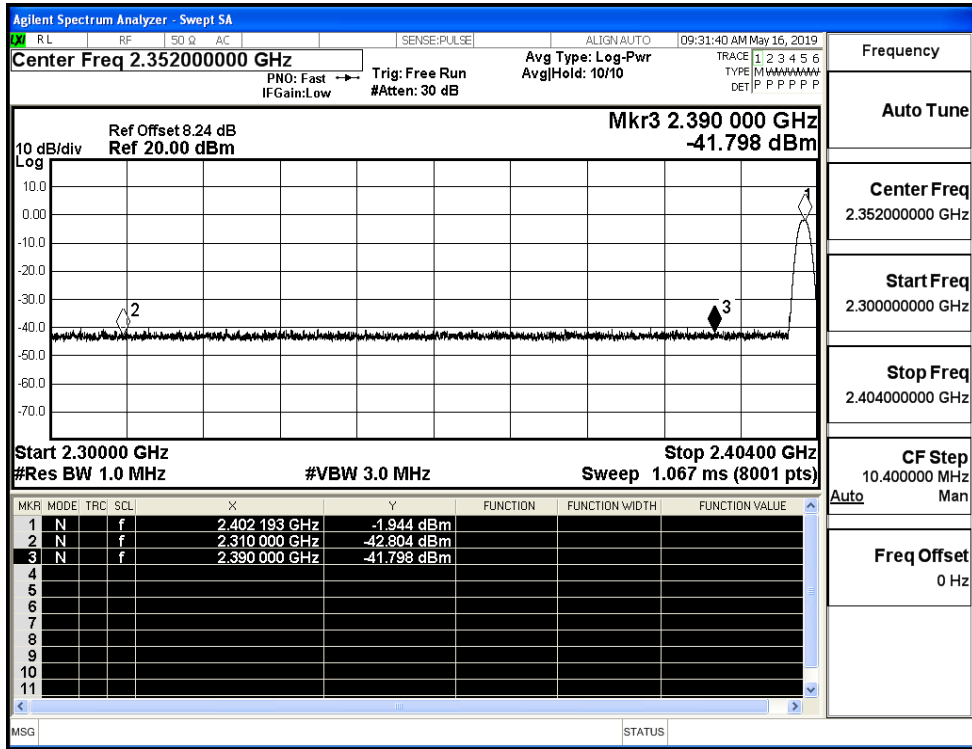 Agilent Spectrum Analyzer - Swept SA
LXI RL RF 50 Ω AC SENSE:PULSE ALIGN AUTO 09:31:40 AM May 16, 2019
Center Freq 2.352000000 GHz
PNO: Fast
IFGain:Low
Trig: Free Run
#Atten: 30 dB
Avg Type: Log-Pwr
Avg|Hold: 10/10
TRACE 1 2 3 4 5 6
TYPE M WWWWW
DET P P P P P P
Mkr3 2.390 000 GHz
-41.798 dBm
Ref Offset 8.24 dB
10 dB/div Ref 20.00 dBm
Log
10.0
0.00
-10.0
-20.0
-30.0
-40.0
-50.0
-60.0
-70.0
1
2
3
Start 2.30000 GHz Stop 2.40400 GHz
#Res BW 1.0 MHz #VBW 3.0 MHz Sweep 1.067 ms (8001 pts)
MKR MODE TRC SCL X Y FUNCTION FUNCTION WIDTH FUNCTION VALUE
1 N f 2.402 193 GHz -1.944 dBm
2 N f 2.310 000 GHz -42.804 dBm
3 N f 2.390 000 GHz -41.798 dBm
4
5
6
7
8
9
10
11
MSG STATUS
Frequency
Auto Tune
Center Freq
2.352000000 GHz
Start Freq
2.300000000 GHz
Stop Freq
2.404000000 GHz
CF Step
10.400000 MHz
Auto Man
Freq Offset
0 Hz